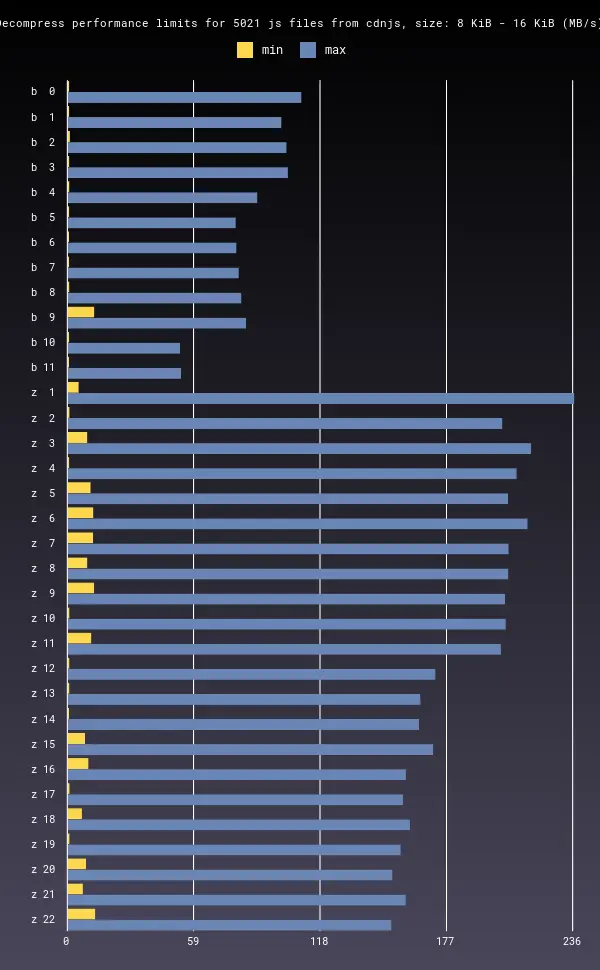 Decompress performance limits for 5021 js files from cdnjs, size: 8 KiB - 16 KiB (MB/s)
min max
b 0
b 1
b 2
b 3
b 4
b 5
b 6
b 7
b 8
b 9
b 10
b 11
z 1
z 2
z 3
z 4
z 5
z 6
z 7
z 8
z 9
z 10
z 11
z 12
z 13
z 14
z 15
z 16
z 17
z 18
z 19
z 20
z 21
z 22
0 59 118 177 236